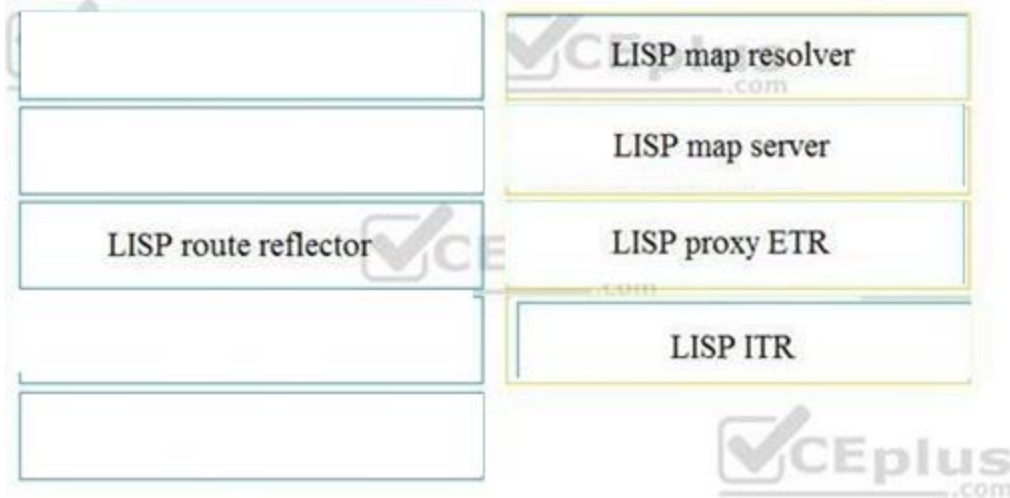 LISP map resolver
LISP map server
LISP route reflector
LISP proxy ETR
LISP ITR
CEplus
.com